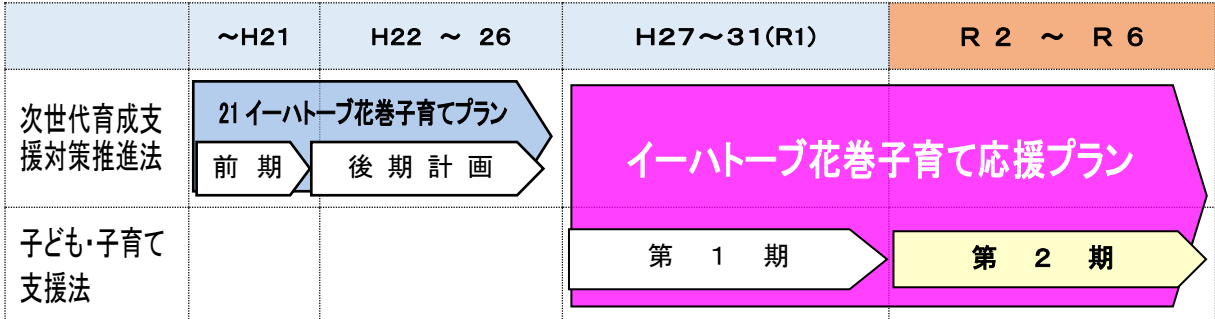 ～H21
H22 ～ 26
H27～31(R1)
R 2 ～ R 6
次世代育成支
援対策推進法
21 イーハトーブ花巻子育てプラン
前 期
後 期 計 画
イーハトーブ花巻子育て応援プラン
子ども・子育て
支援法
第 1 期
第 2 期